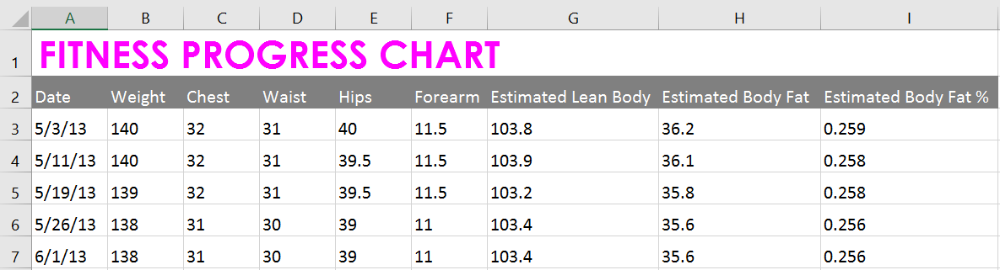 A B C D E F G H I
1 FITNESS PROGRESS CHART
2 Date Weight Chest Waist Hips Forearm Estimated Lean Body Estimated Body Fat Estimated Body Fat %
3 5/3/13 140 32 31 40 11.5 103.8 36.2 0.259
4 5/11/13 140 32 31 39.5 11.5 103.9 36.1 0.258
5 5/19/13 139 32 31 39.5 11.5 103.2 35.8 0.258
6 5/26/13 138 31 30 39 11 103.4 35.6 0.256
7 6/1/13 138 31 30 39 11 103.4 35.6 0.256